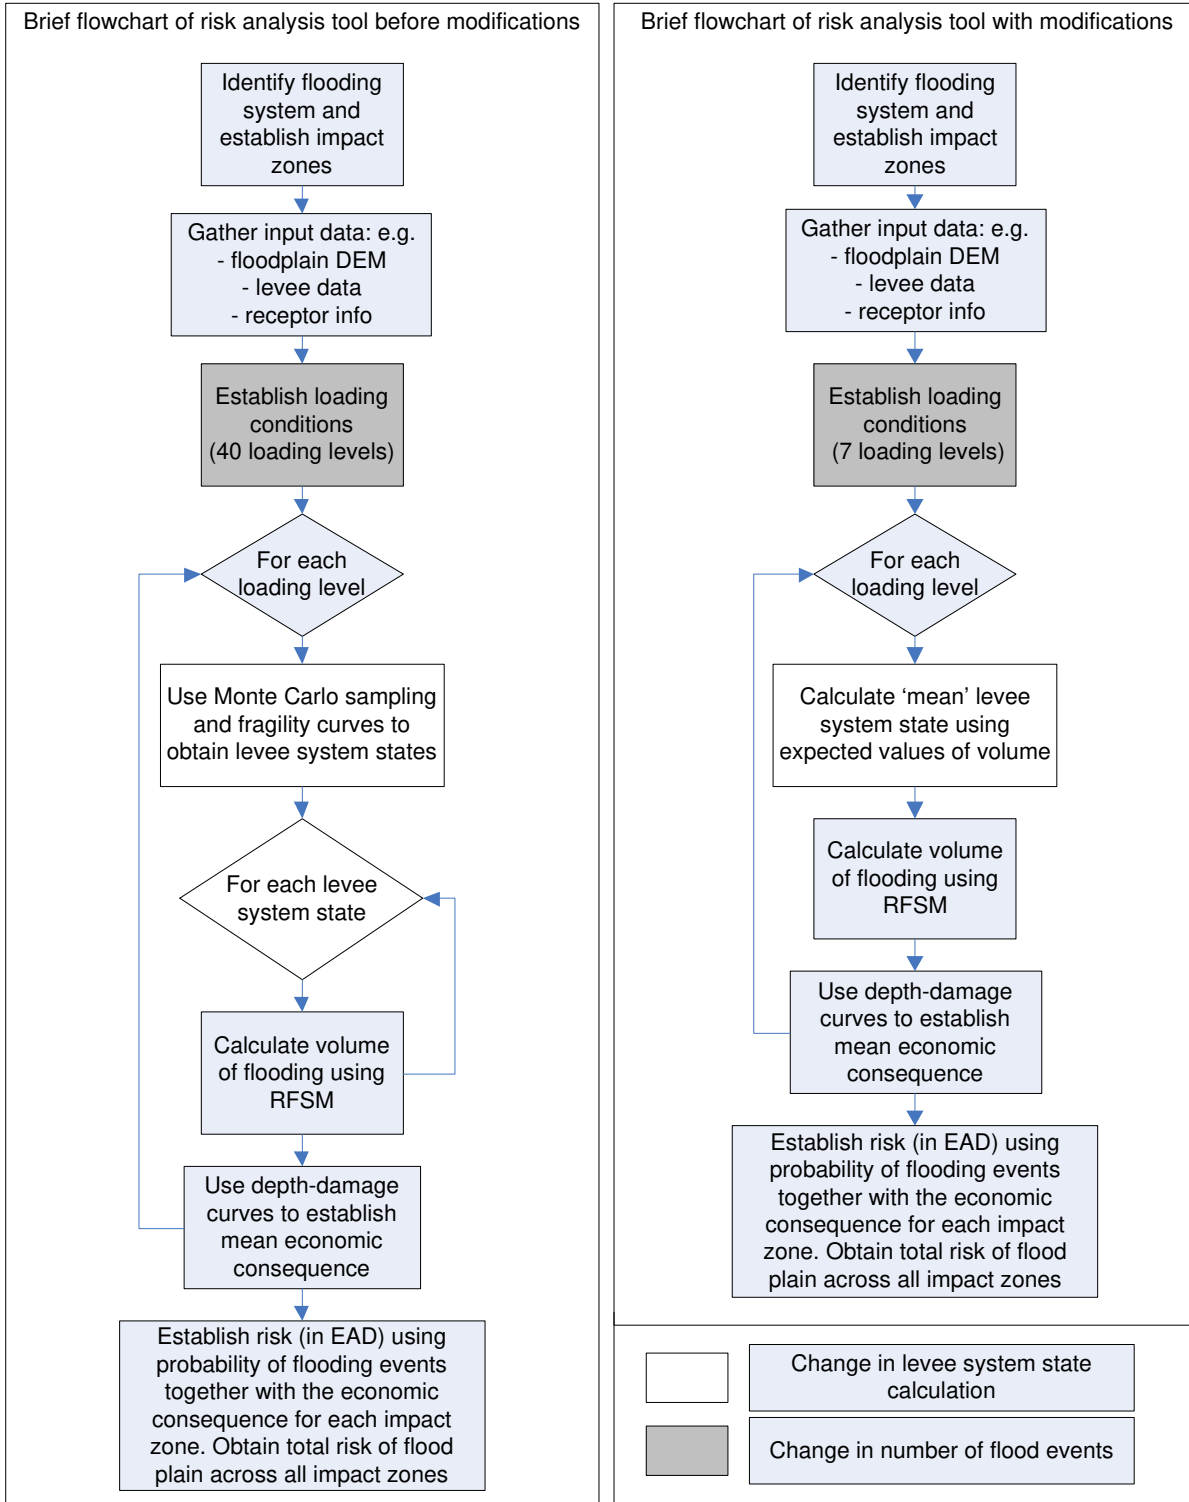 Brief flowchart of risk analysis tool before modifications
Identify flooding
system and
establish impact
zones
Gather input data: e.g.
- floodplain DEM
- levee data
- receptor info
Establish loading
conditions
(40 loading levels)
For each
loading level
Use Monte Carlo sampling
and fragility curves to
obtain levee system states
For each levee
system state
Calculate volume
of flooding using
RFSM
Use depth-damage
curves to establish
mean economic
consequence
Establish risk (in EAD) using
probability of flooding events
together with the economic
consequence for each impact
zone. Obtain total risk of flood
plain across all impact zones
Brief flowchart of risk analysis tool with modifications
Identify flooding
system and
establish impact
zones
Gather input data: e.g.
- floodplain DEM
- levee data
- receptor info
Establish loading
conditions
(7 loading levels)
For each
loading level
Calculate ‘mean’ levee
system state using
expected values of volume
Calculate volume
of flooding using
RFSM
Use depth-damage
curves to establish
mean economic
consequence
Establish risk (in EAD) using
probability of flooding events
together with the economic
consequence for each impact
zone. Obtain total risk of flood
plain across all impact zones
Change in levee system state
calculation
Change in number of flood events